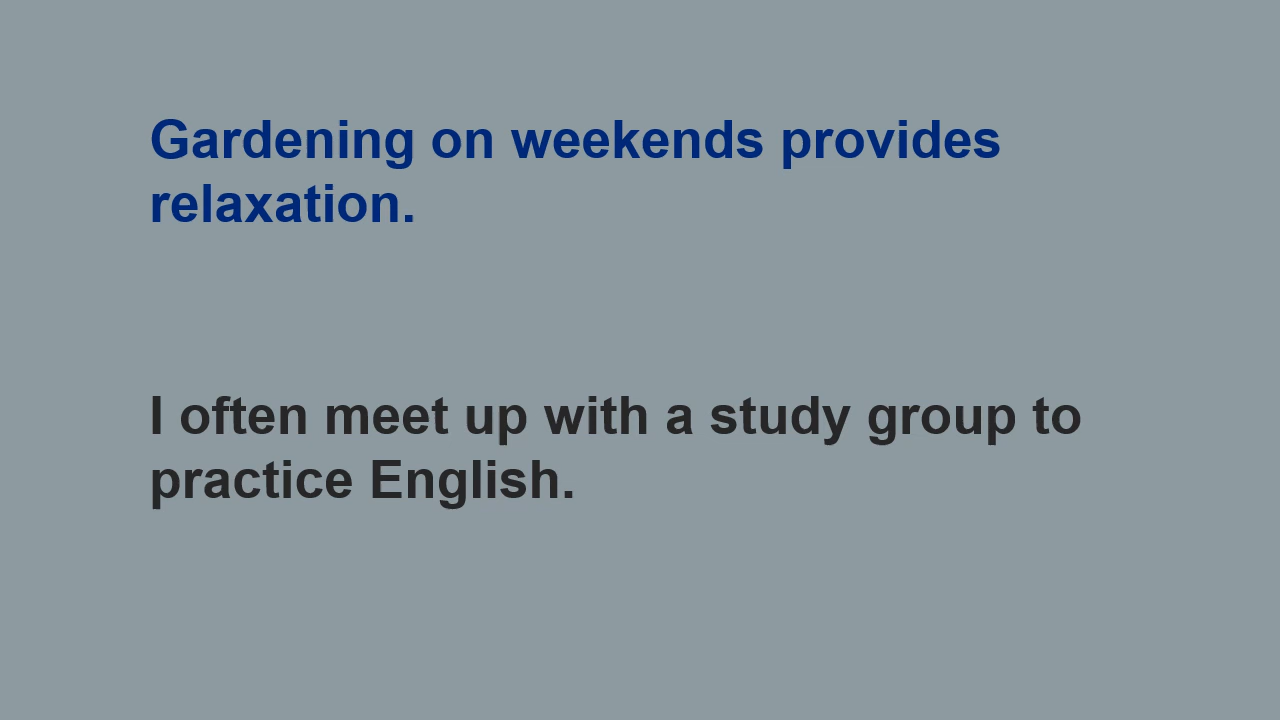 Gardening on weekends provides
relaxation.
I often meet up with a study group to
practice English.